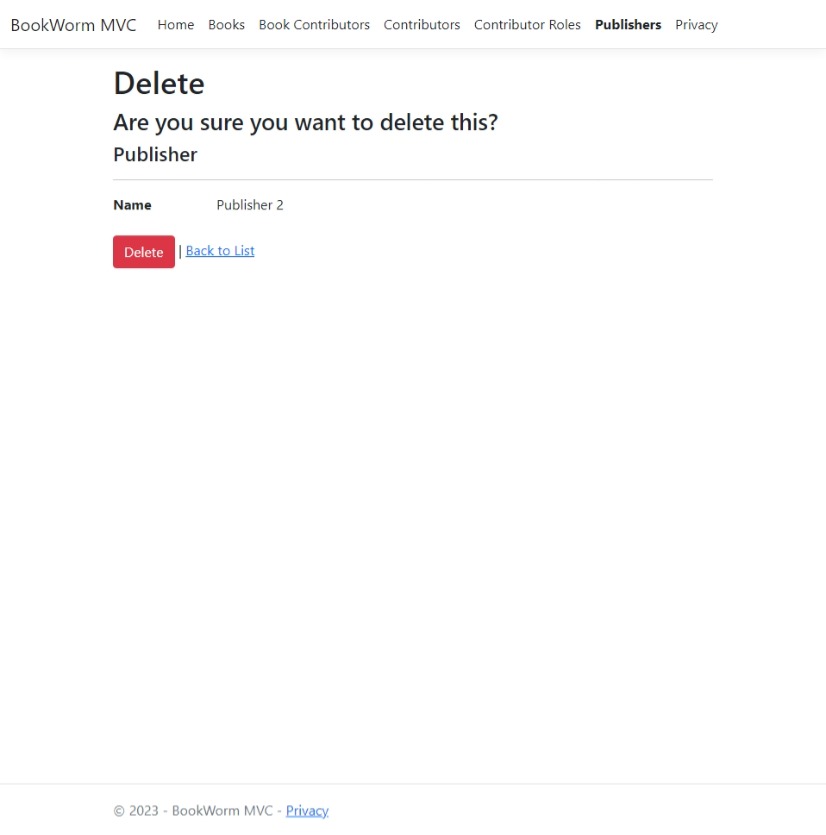 BookWorm MVC Home Books Book Contributors Contributors Contributor Roles Publishers Privacy
Delete
Are you sure you want to delete this?
Publisher
Name Publisher 2
Delete | Back to List
© 2023 - BookWorm MVC - Privacy